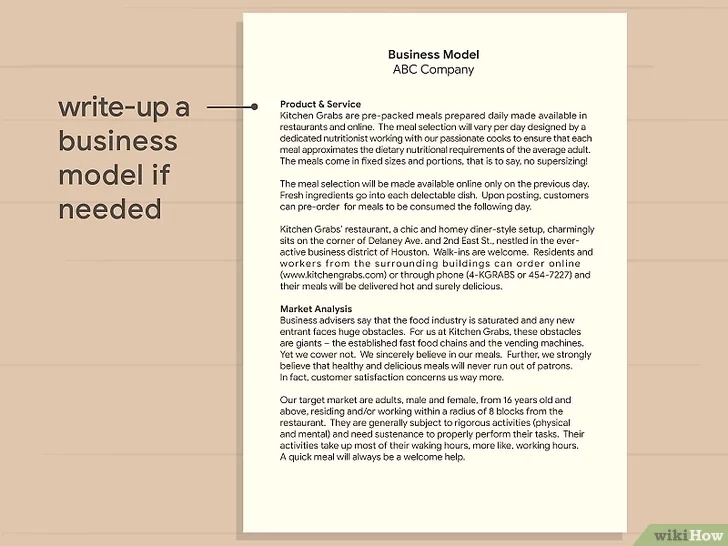 write-up a
business
model if
needed
Business Model
ABC Company
Product & Service
Kitchen Grabs are pre-packed meals prepared daily made available in
restaurants and online. The meal selection will vary per day designed by a
dedicated nutritionist working with our passionate cooks to ensure that each
meal approximates the dietary nutritional requirements of the average adult.
The meals come in fixed sizes and portions, that is to say, no supersizing!
The meal selection will be made available online only on the previous day.
Fresh ingredients go into each delectable dish. Upon posting, customers
can pre-order for meals to be consumed the following day.
Kitchen Grabs' restaurant, a chic and homey diner-style setup, charmingly
sits on the corner of Delaney Ave. and 2nd East St., nestled in the ever-
active business district of Houston. Walk-ins are welcome. Residents and
workers from the surrounding buildings can order online
(www.kitchengrabs.com) or through phone (4-KGRABS or 454-7227) and
their meals will be delivered hot and surely delicious.
Market Analysis
Business advisers say that the food industry is saturated and any new
entrant faces huge obstacles. For us at Kitchen Grabs, these obstacles
are giants – the established fast food chains and the vending machines.
Yet we cower not. We sincerely believe in our meals. Further, we strongly
believe that healthy and delicious meals will never run out of patrons.
In fact, customer satisfaction concerns us way more.
Our target market are adults, male and female, from 16 years old and
above, residing and/or working within a radius of 8 blocks from the
restaurant. They are generally subject to rigorous activities (physical
and mental) and need sustenance to properly perform their tasks. Their
activities take up most of their waking hours, more like, working hours.
A quick meal will always be a welcome help.
wikiHow